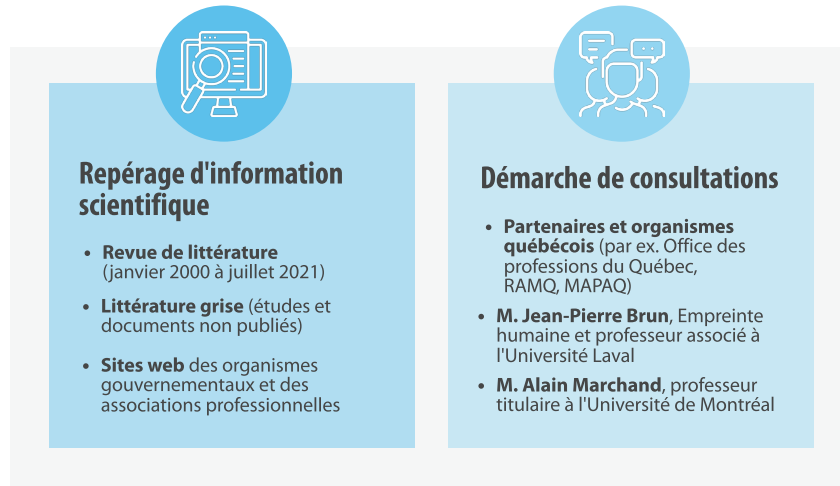 Repérage d'information
scientifique
• Revue de littérature
(janvier 2000 à juillet 2021)
• Littérature grise (études et
documents non publiés)
• Sites web des organismes
gouvernementaux et des
associations professionnelles
Démarche de consultations
• Partenaires et organismes
québécois (par ex. Office des
professions du Québec,
RAMQ, MAPAQ)
• M. Jean-Pierre Brun, Empreinte
humaine et professeur associé à
l'Université Laval
• M. Alain Marchand, professeur
titulaire à l'Université de Montréal